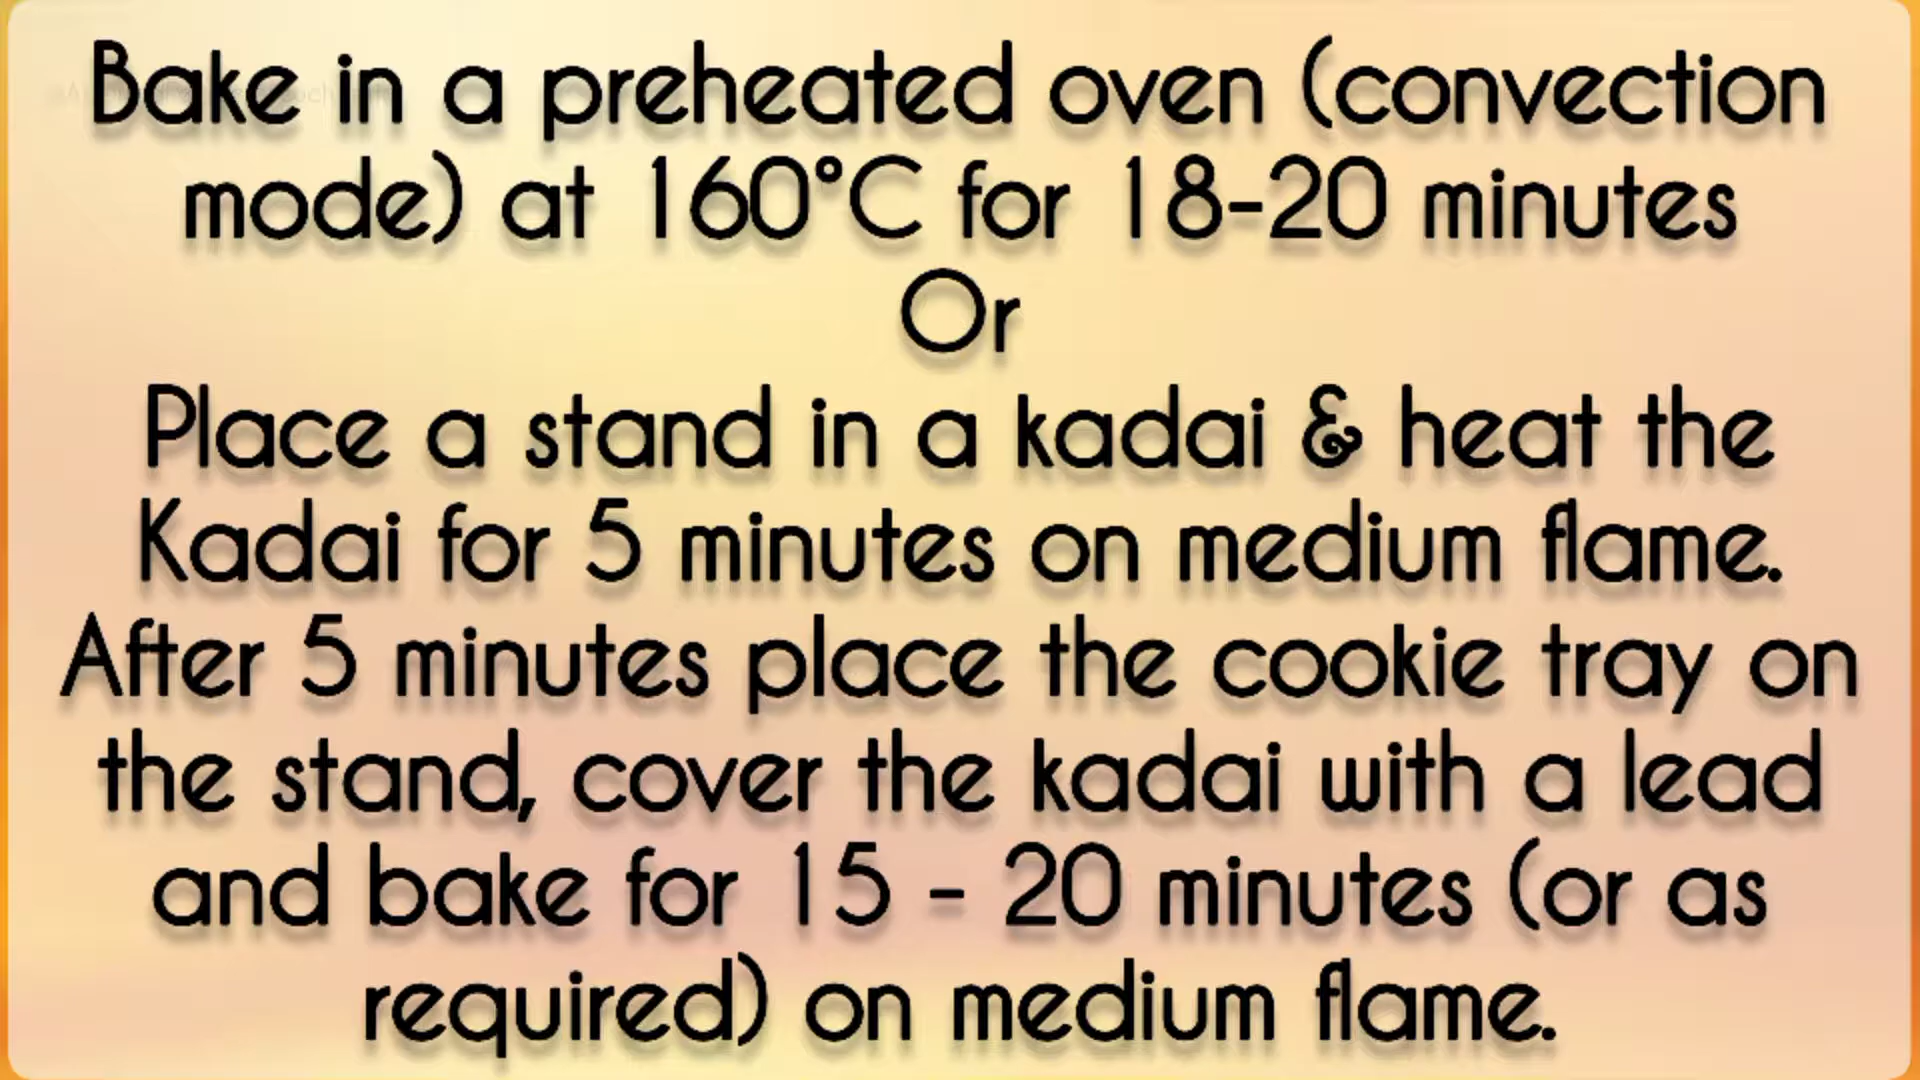 Bake in a preheated oven (convection
mode) at 160°C for 18-20 minutes
Or
Place a stand in a kadai & heat the
Kadai for 5 minutes on medium flame.
After 5 minutes place the cookie tray on
the stand, cover the kadai with a lead
and bake for 15 - 20 minutes (or as
required) on medium flame.